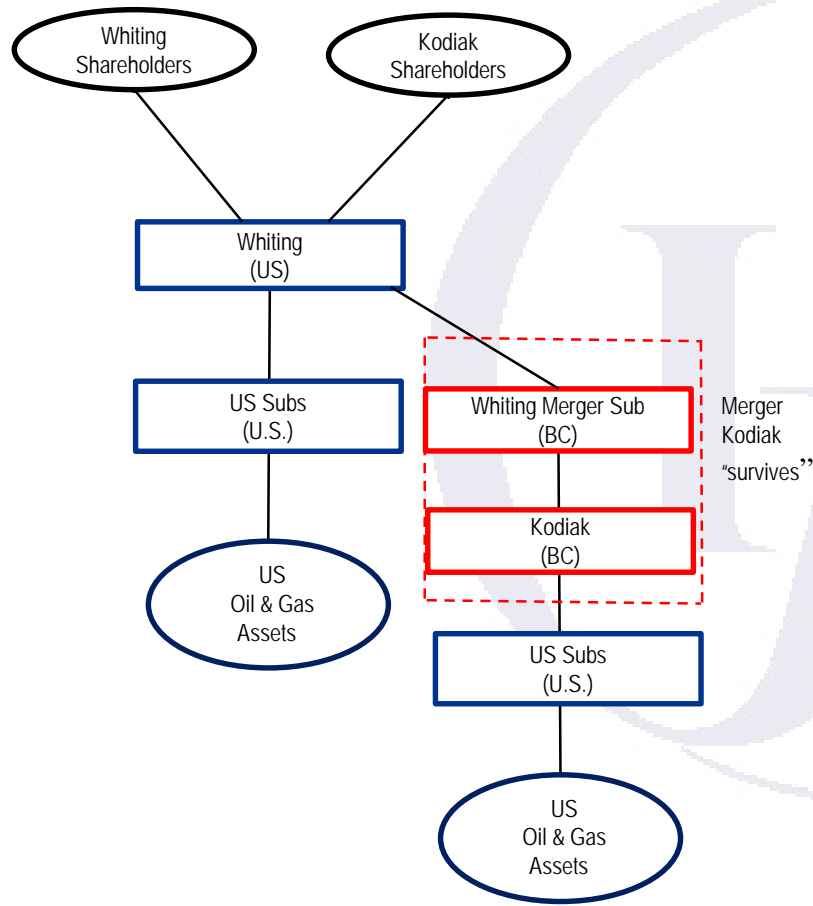 Whiting
Shareholders
Kodiak
Shareholders
Whiting
(US)
US Subs
(U.S.)
Whiting Merger Sub
(BC)
Merger
Kodiak
"survives”
Kodiak
(BC)
US
Oil & Gas
Assets
US Subs
(U.S.)
US
Oil & Gas
Assets